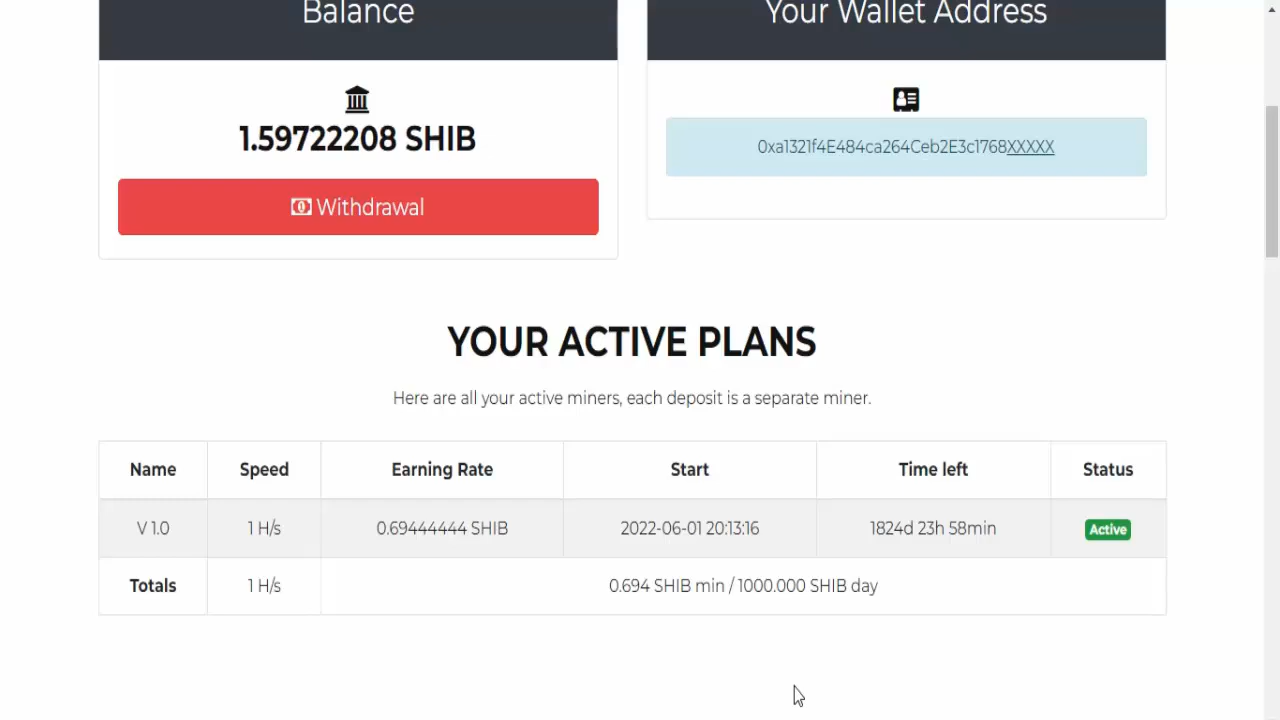 Balance
Your Wallet Address
1.59722208 SHIB
0xa1321f4E484ca264Ceb2E3c1768XXXXX
Withdrawal
YOUR ACTIVE PLANS
Here are all your active miners, each deposit is a separate miner.
Name Speed Earning Rate Start Time left Status
V 1.0 1 H/s 0.69444444 SHIB 2022-06-01 20:13:16 1824d 23h 58min Active
Totals 1 H/s 0.694 SHIB min / 1000.000 SHIB day